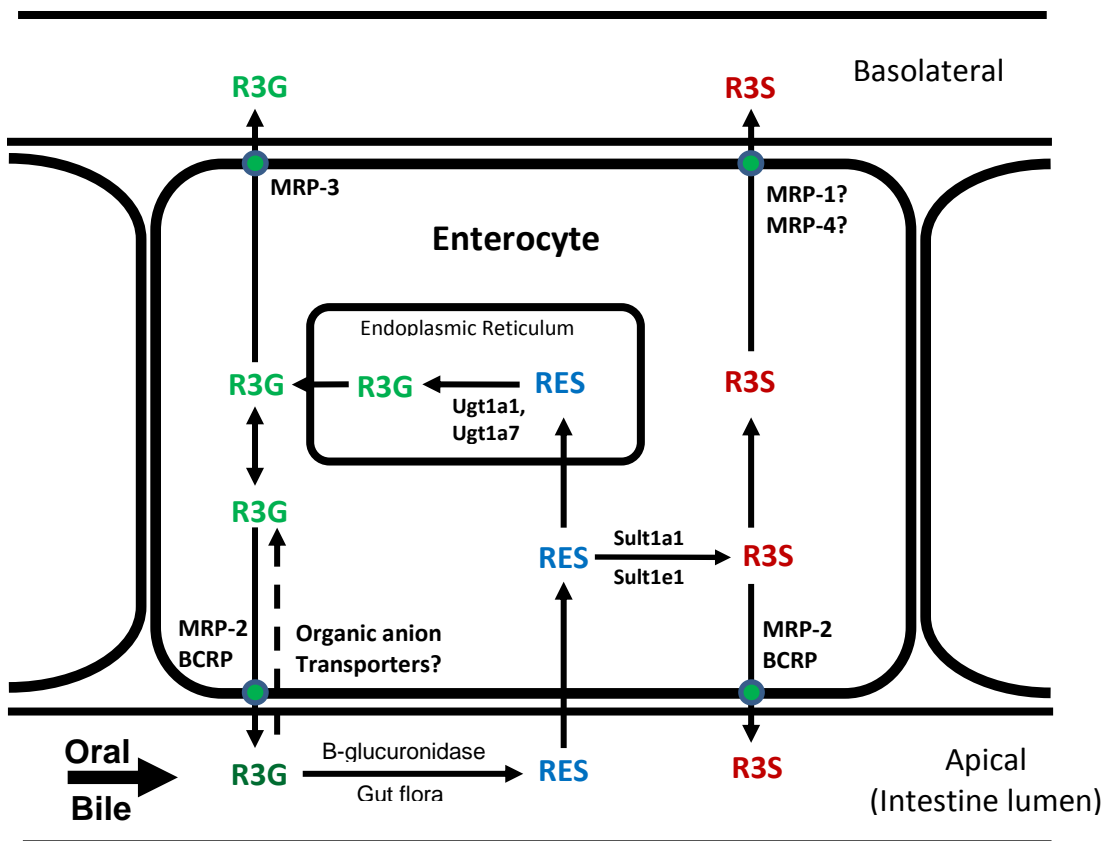 Basolateral
R3G
R3S
MRP-3
MRP-1?
MRP-4?
Enterocyte
Endoplasmic Reticulum
R3G
R3G
RES
R3S
Ugt1a1,
Ugt1a7
R3G
RES
Sult1a1
Sult1e1
R3S
MRP-2
BCRP
Organic anion
Transporters?
MRP-2
BCRP
Oral
Bile
R3G
B-glucuronidase
Gut flora
RES
R3S
Apical
(Intestine lumen)